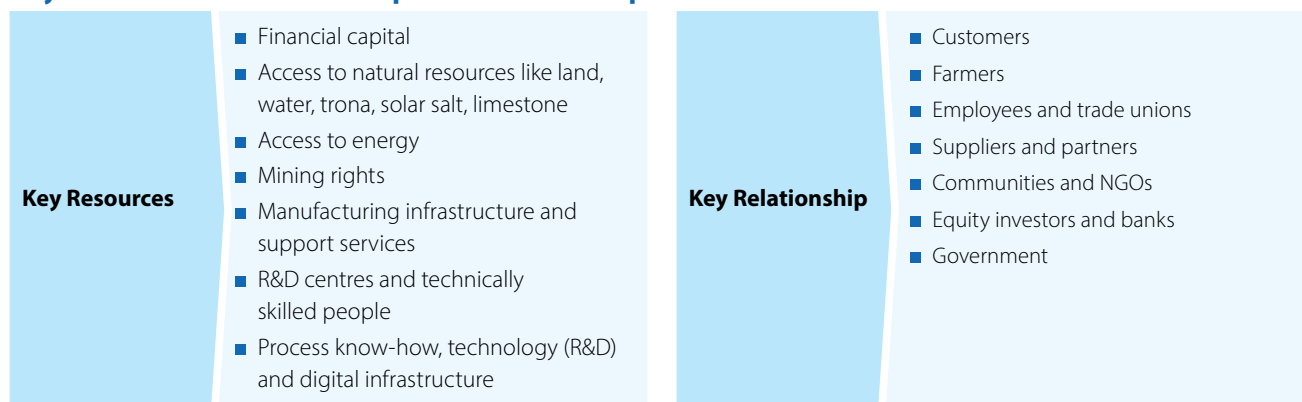 Key Resources
■ Financial capital
■ Access to natural resources like land,
water, trona, solar salt, limestone
■ Access to energy
■ Mining rights
■ Manufacturing infrastructure and
support services
■ R&D centres and technically
skilled people
■ Process know-how, technology (R&D)
and digital infrastructure
Key Relationship
■ Customers
■ Farmers
■ Employees and trade unions
■ Suppliers and partners
■ Communities and NGOs
■ Equity investors and banks
■ Government